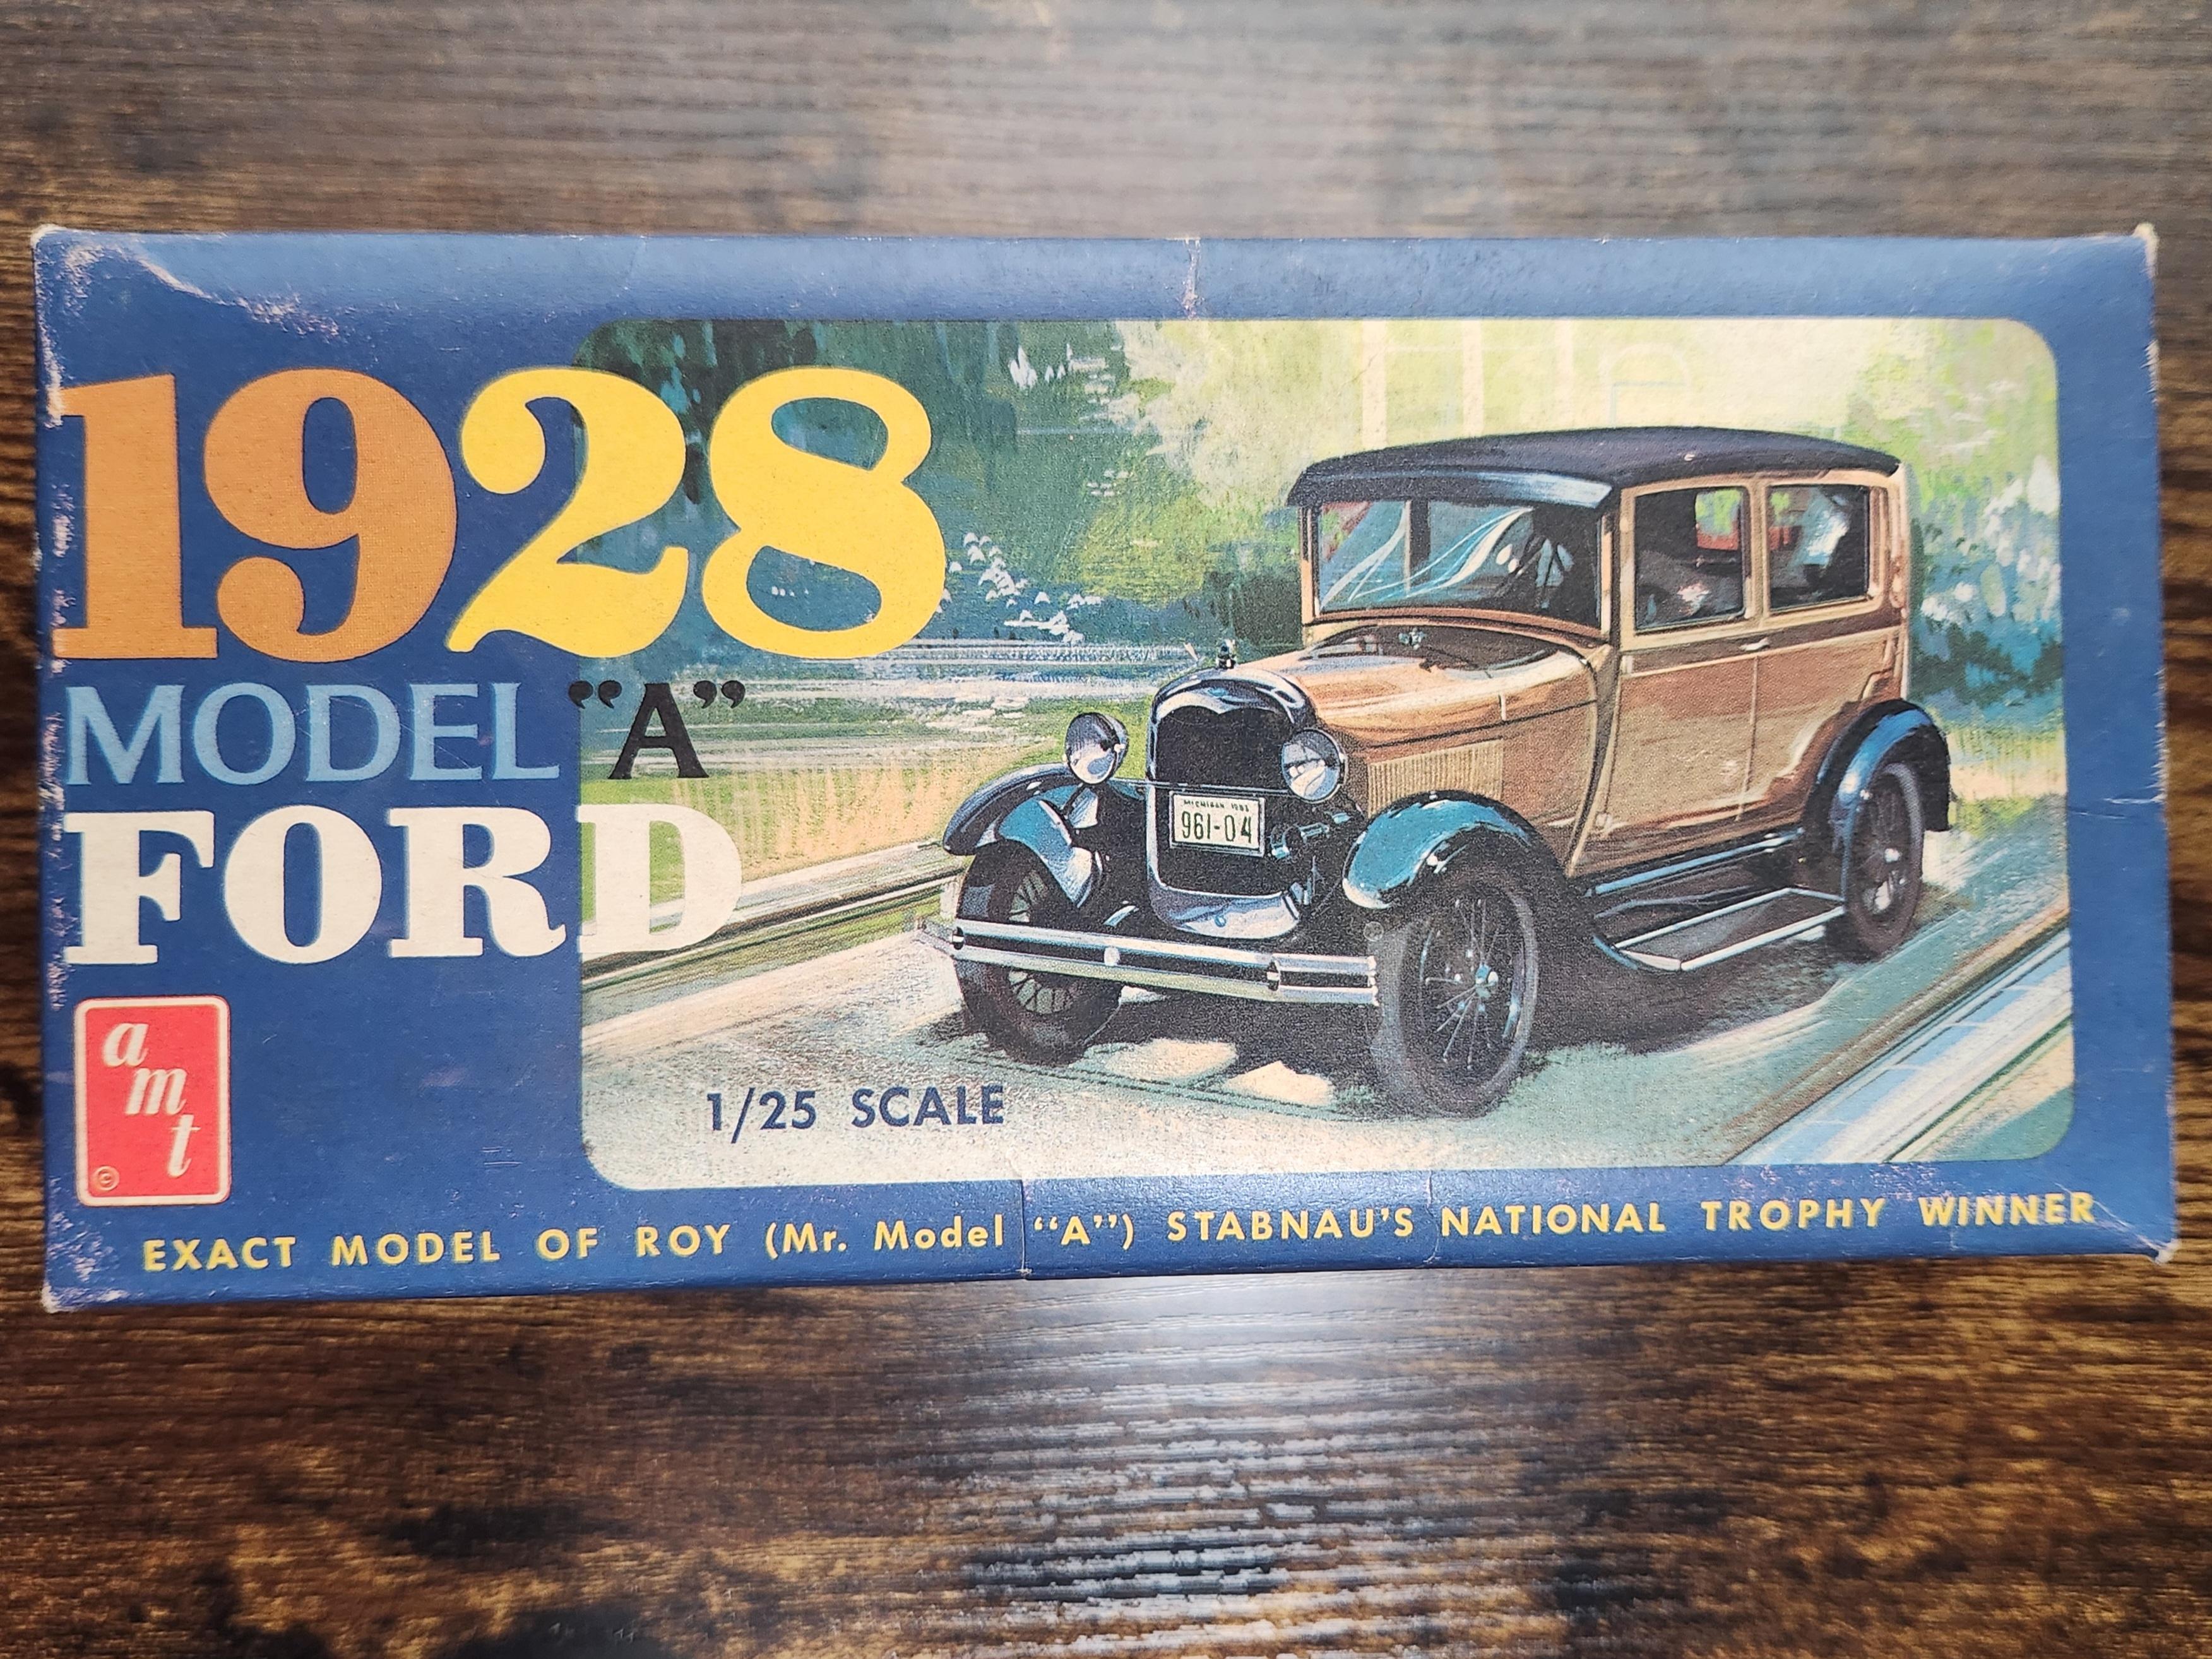 1928
MODEL “A”
FORD
MICHIGAN
961-04
amt
©
1/25 SCALE
EXACT MODEL OF ROY (Mr. Model “A”) STABNAU'S NATIONAL TROPHY WINNER